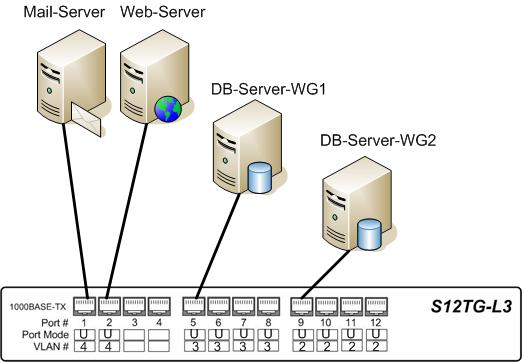 Mail-Server Web-Server
DB-Server-WG1
DB-Server-WG2
S12TG-L3
1000BASE-TX
Port # 1 2 3 4 5 6 7 8 9 10 11 12
Port Mode U U U U U U U U U U
VLAN # 4 4 3 3 3 3 2 2 2 2